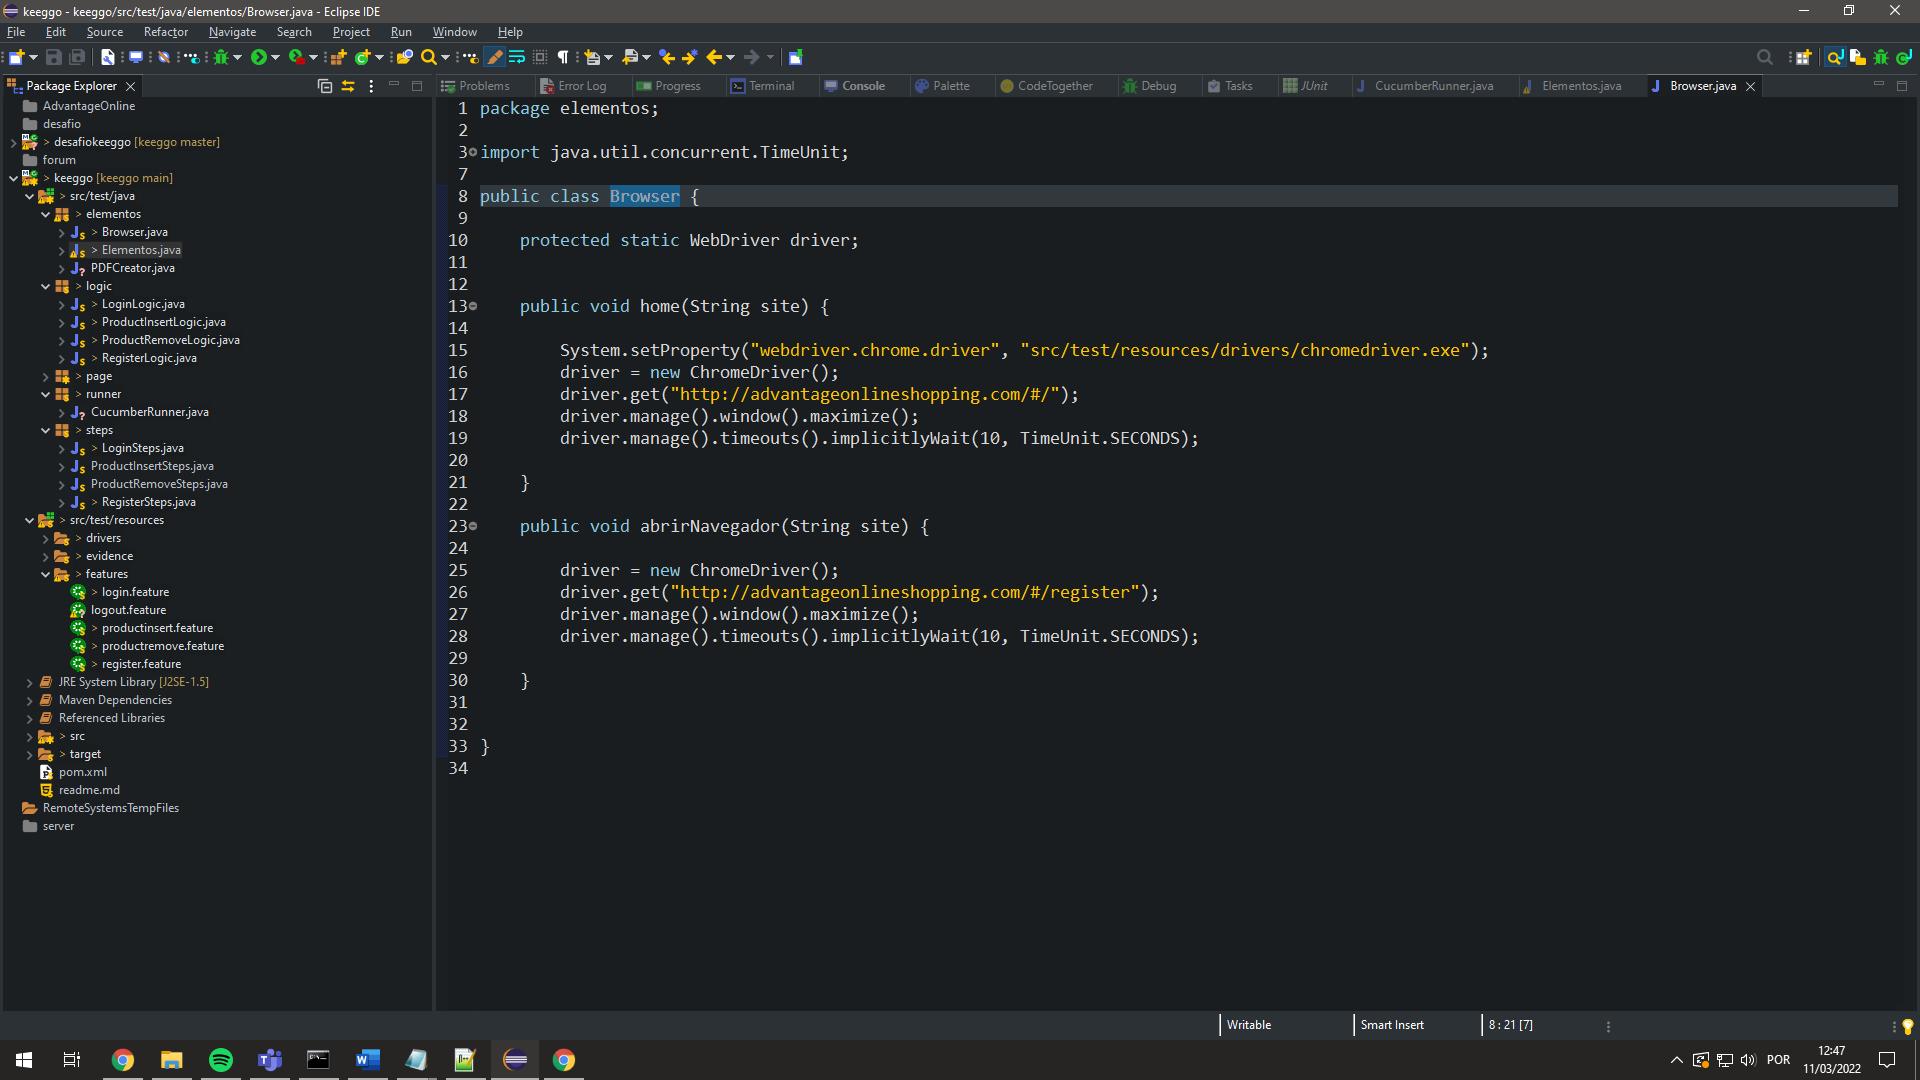 keeggo - keeggo/src/test/java/elementos/Browser.java - Eclipse IDE
File Edit Source Refactor Navigate Search Project Run Window Help
Package Explorer
AdvantageOnline
desafio
> desafiokeeggo [keeggo master]
forum
> keeggo [keeggo main]
> src/test/java
> elementos
> Browser.java
> Elementos.java
PDFCreator.java
> logic
> LoginLogic.java
> ProductInsertLogic.java
> ProductRemoveLogic.java
> RegisterLogic.java
> page
> runner
CucumberRunner.java
> steps
> LoginSteps.java
ProductInsertSteps.java
ProductRemoveSteps.java
> RegisterSteps.java
> src/test/resources
> drivers
> evidence
> features
> login.feature
logout.feature
> productinsert.feature
> productremove.feature
> register.feature
JRE System Library [J2SE-1.5]
Maven Dependencies
Referenced Libraries
> src
> target
pom.xml
readme.md
RemoteSystemsTempFiles
server
Problems Error Log Progress Terminal Console Palette CodeTogether Debug Tasks JUnit CucumberRunner.java Elementos.java Browser.java
1 package elementos;
2
3 import java.util.concurrent.TimeUnit;
7
8 public class Browser {
9
10 protected static WebDriver driver;
11
12
13 public void home(String site) {
14
15 System.setProperty("webdriver.chrome.driver", "src/test/resources/drivers/chromedriver.exe");
16 driver = new ChromeDriver();
17 driver.get("http://advantageonlineshopping.com/#/");
18 driver.manage().window().maximize();
19 driver.manage().timeouts().implicitlyWait(10, TimeUnit.SECONDS);
20
21 }
22
23 public void abrirNavegador(String site) {
24
25 driver = new ChromeDriver();
26 driver.get("http://advantageonlineshopping.com/#/register");
27 driver.manage().window().maximize();
28 driver.manage().timeouts().implicitlyWait(10, TimeUnit.SECONDS);
29
30 }
31
32
33 }
34
Writable Smart Insert 8 : 21 [7]
POR
12:47
11/03/2022